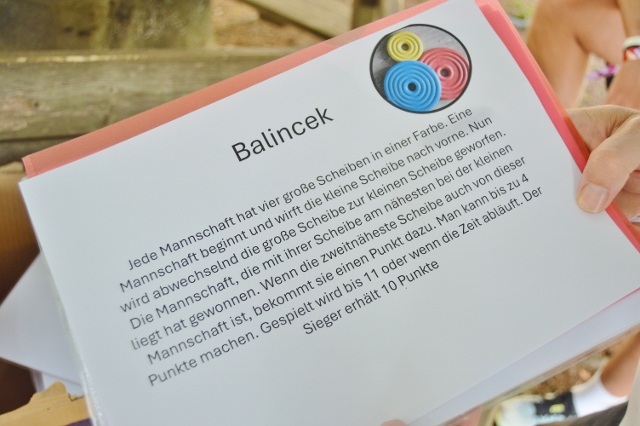 Balincek
Jede Mannschaft hat vier große Scheiben in einer Farbe. Eine
Mannschaft beginnt und wirft die kleine Scheibe nach vorne. Nun
wird abwechselnd die große Scheibe zur kleinen Scheibe geworfen.
Die Mannschaft, die mit ihrer Scheibe am nähesten bei der kleinen
liegt hat gewonnen. Wenn die zweitnäheste Scheibe auch von dieser
Mannschaft ist, bekommt sie einen Punkt dazu. Man kann bis zu 4
Punkte machen. Gespielt wird bis 11 oder wenn die Zeit abläuft. Der
Sieger erhält 10 Punkte